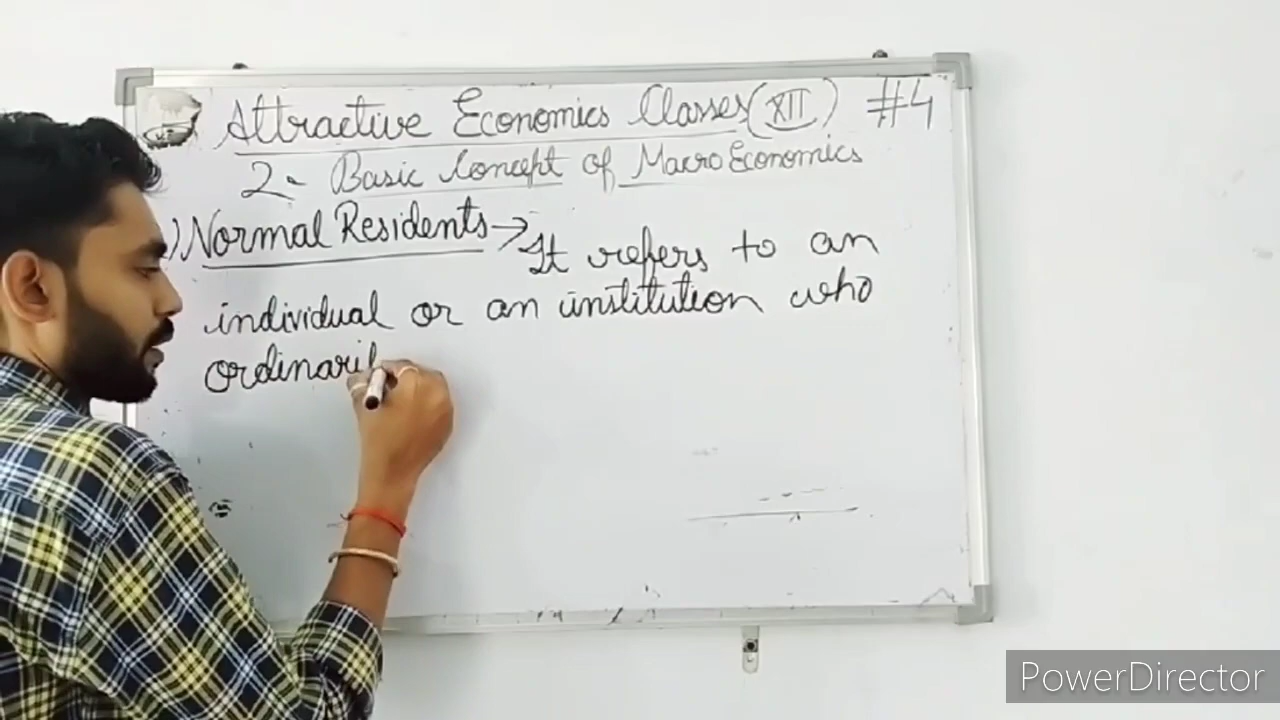 Attractive Economics Classes (XII) #4
2. Basic Concept of Macro Economics
) Normal Residents → It refers to an
individual or an institution who
ordinaril
PowerDirector